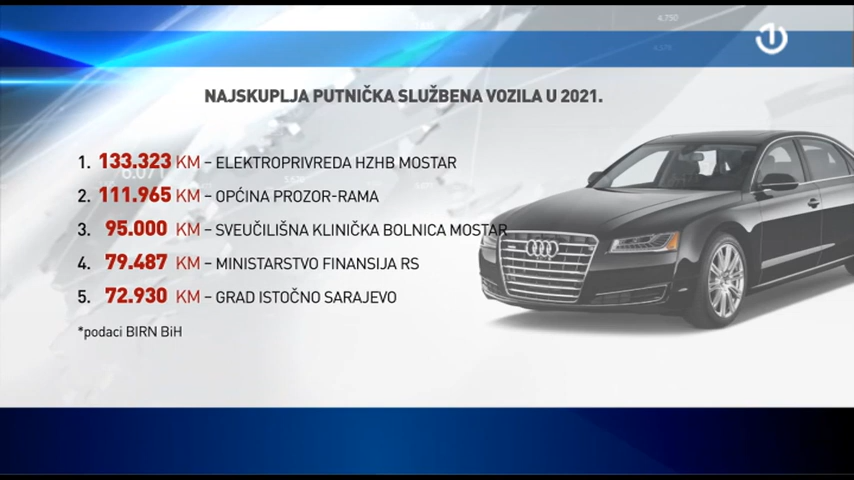 NAJSKUPLJA PUTNIČKA SLUŽBENA VOZILA U 2021.
1. 133.323 KM – ELEKTROPRIVREDA HZHB MOSTAR
2. 111.965 KM – OPĆINA PROZOR-RAMA
3. 95.000 KM – SVEUČILIŠNA KLINIČKA BOLNICA MOSTAR
4. 79.487 KM – MINISTARSTVO FINANSIJA RS
5. 72.930 KM – GRAD ISTOČNO SARAJEVO
*podaci BIRN BiH